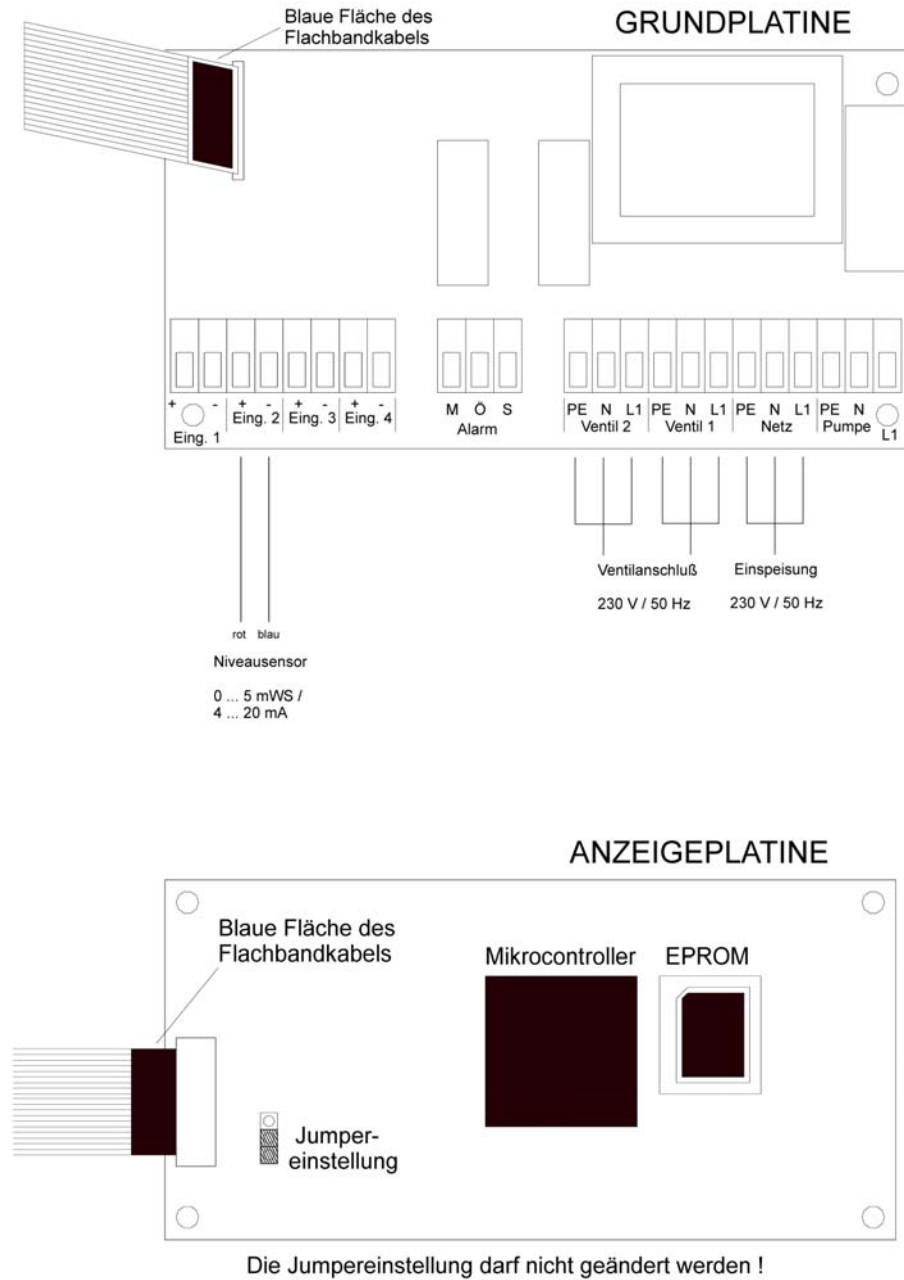 Blaue Fläche des
Flachbandkabels
GRUNDPLATINE
+ - + - + - + -
Eing. 1 Eing. 2 Eing. 3 Eing. 4
M Ö S
Alarm
PE N L1 PE N L1 PE N L1 PE N L1
Ventil 2 Ventil 1 Netz Pumpe
Ventilanschluß
230 V / 50 Hz
Einspeisung
230 V / 50 Hz
rot blau
Niveausensor
0 ... 5 mWS /
4 ... 20 mA
ANZEIGEPLATINE
Blaue Fläche des
Flachbandkabels
Mikrocontroller EPROM
Jumper-
einstellung
Die Jumpereinstellung darf nicht geändert werden !